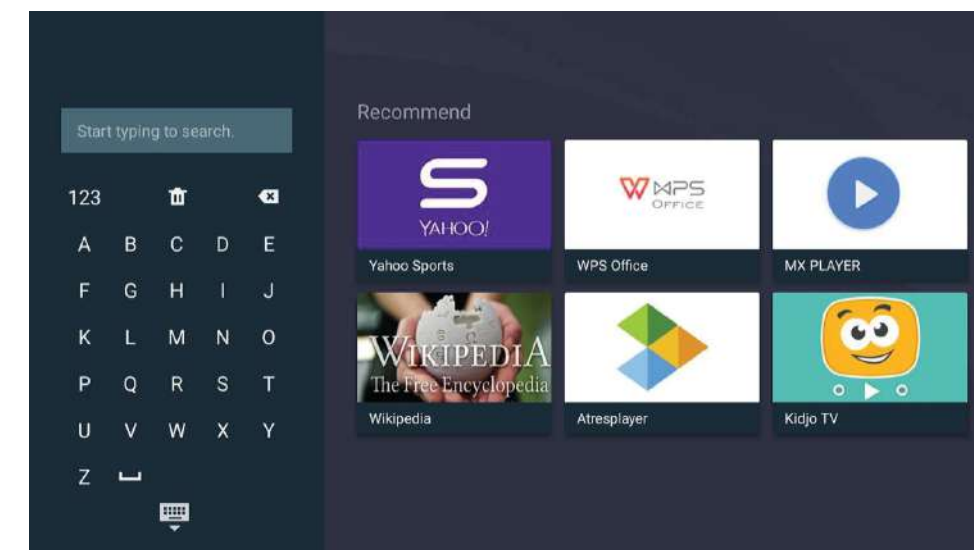 Start typing to search.
123
A B C D E
F G H I J
K L M N O
P Q R S T
U V W X Y
Z
Recommend
S
YAHOO!
WPS
OFFICE
Yahoo Sports
WPS Office
MX PLAYER
WIKIPEDIA
The Free Encyclopedia
Wikipedia
Atresplayer
Kidjo TV